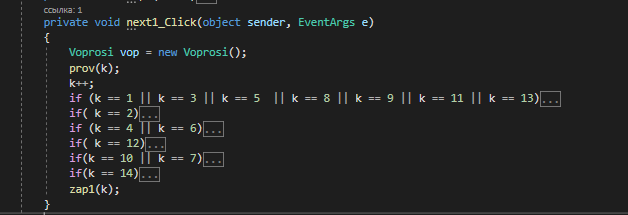 ссылка: 1
private void next1_Click(object sender, EventArgs e)
{
Voprosi vop = new Voprosi();
prov(k);
k++;
if (k == 1 || k == 3 || k == 5  || k == 8 || k == 9 || k == 11 || k == 13)...
if( k == 2)...
if (k == 4 || k == 6)...
if( k == 12)...
if(k == 10 || k == 7)...
if(k == 14)...
zap1(k);
}